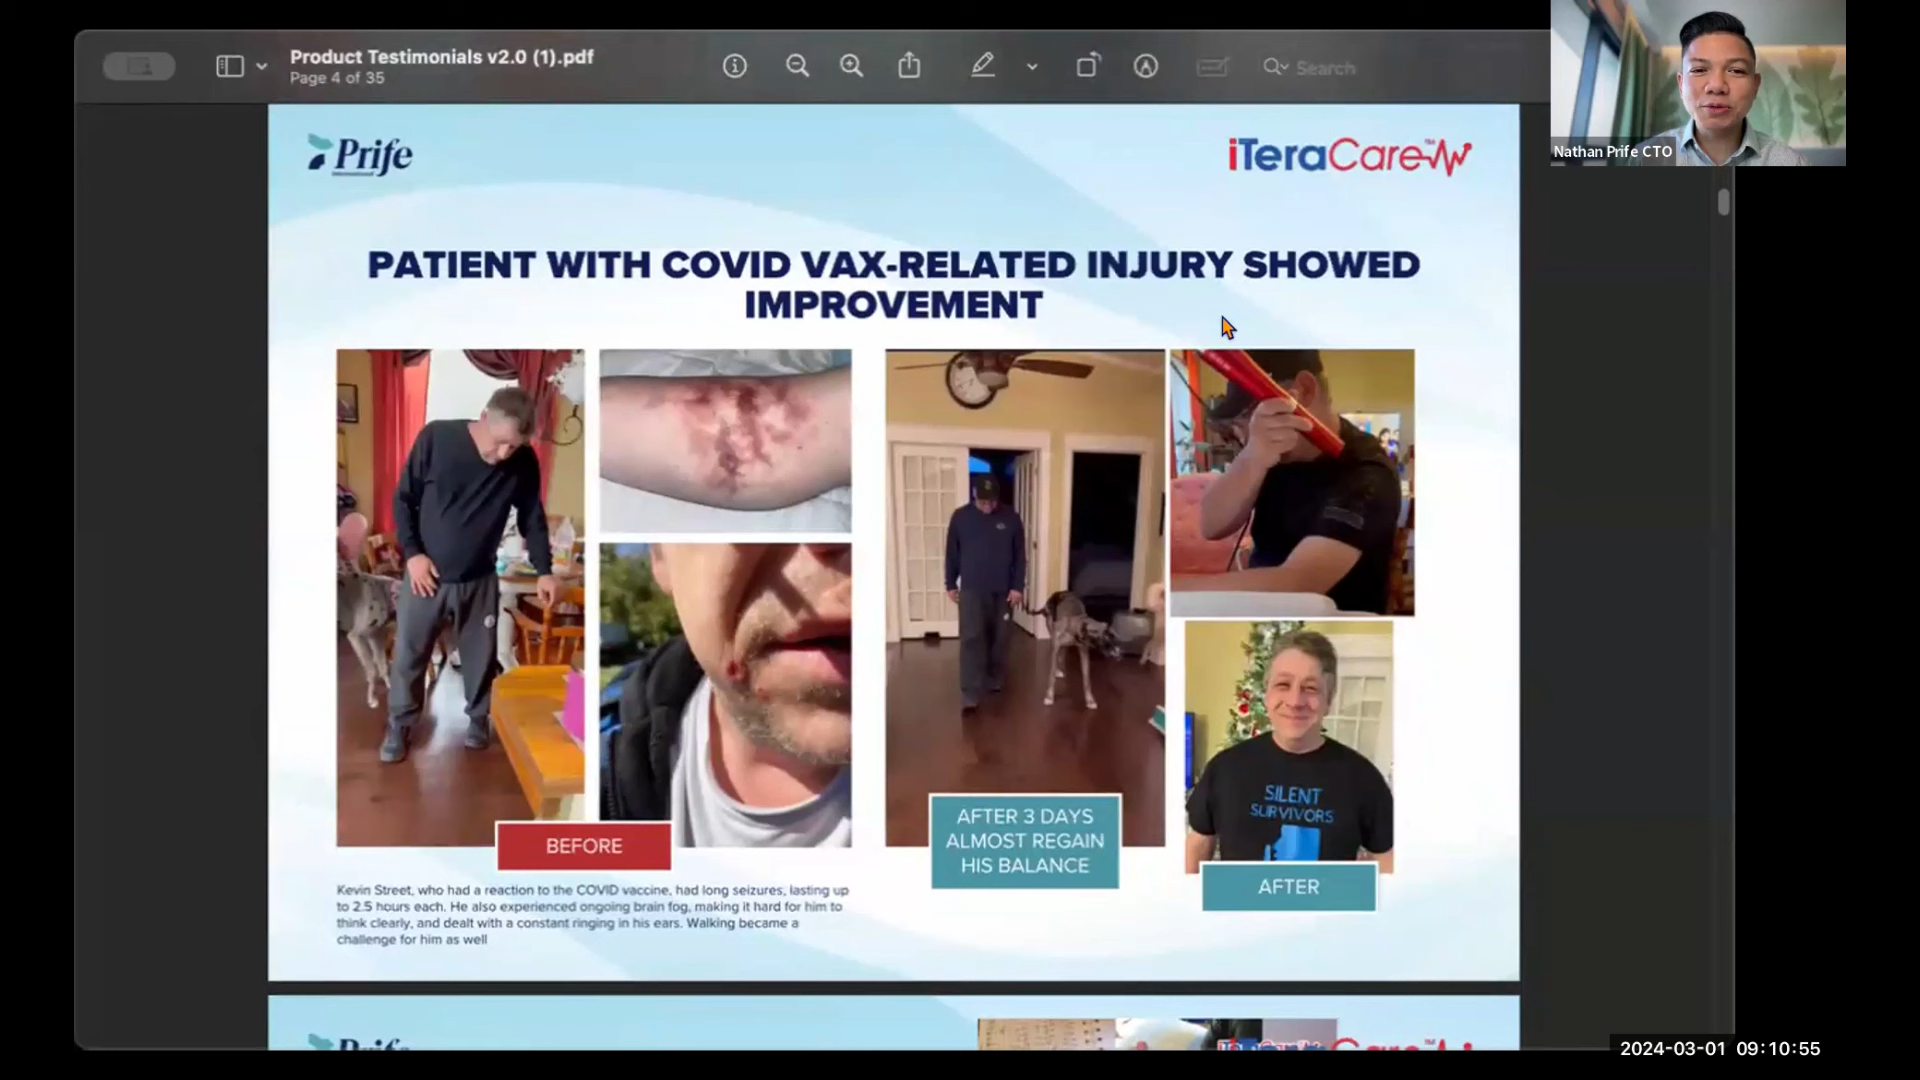 Product Testimonials v2.0 (1).pdf
Page 4 of 35
Search
Nathan Prife CTO
Prife
International
iTeraCare™
PATIENT WITH COVID VAX-RELATED INJURY SHOWED
IMPROVEMENT
SILENT
SURVIVORS
BEFORE
AFTER 3 DAYS
ALMOST REGAIN
HIS BALANCE
AFTER
Kevin Street, who had a reaction to the COVID vaccine, had long seizures, lasting up
to 2.5 hours each. He also experienced ongoing brain fog, making it hard for him to
think clearly, and dealt with a constant ringing in his ears. Walking became a
challenge for him as well
Prife
2024-03-01 09:10:55